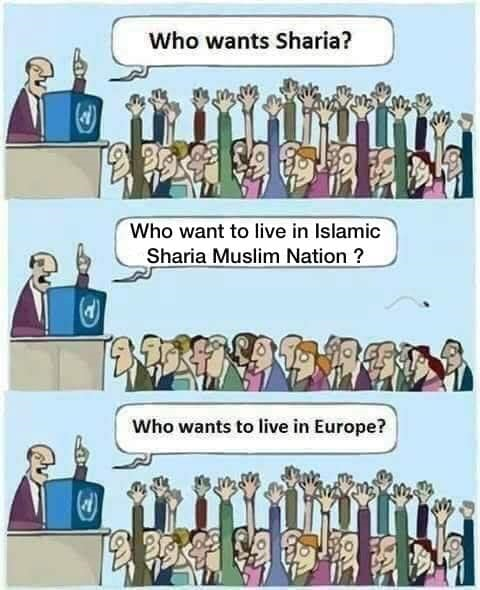 Who wants Sharia?
Who want to live in Islamic
Sharia Muslim Nation ?
Who wants to live in Europe?